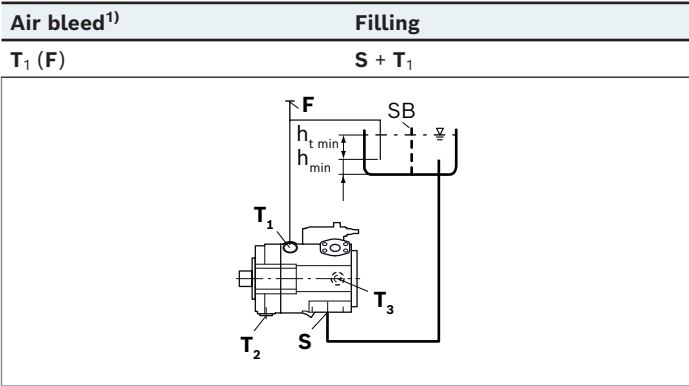 Air bleed1) Filling
T1 (F) S + T1
F
SB
ht min
hmin
T1
T3
T2
S